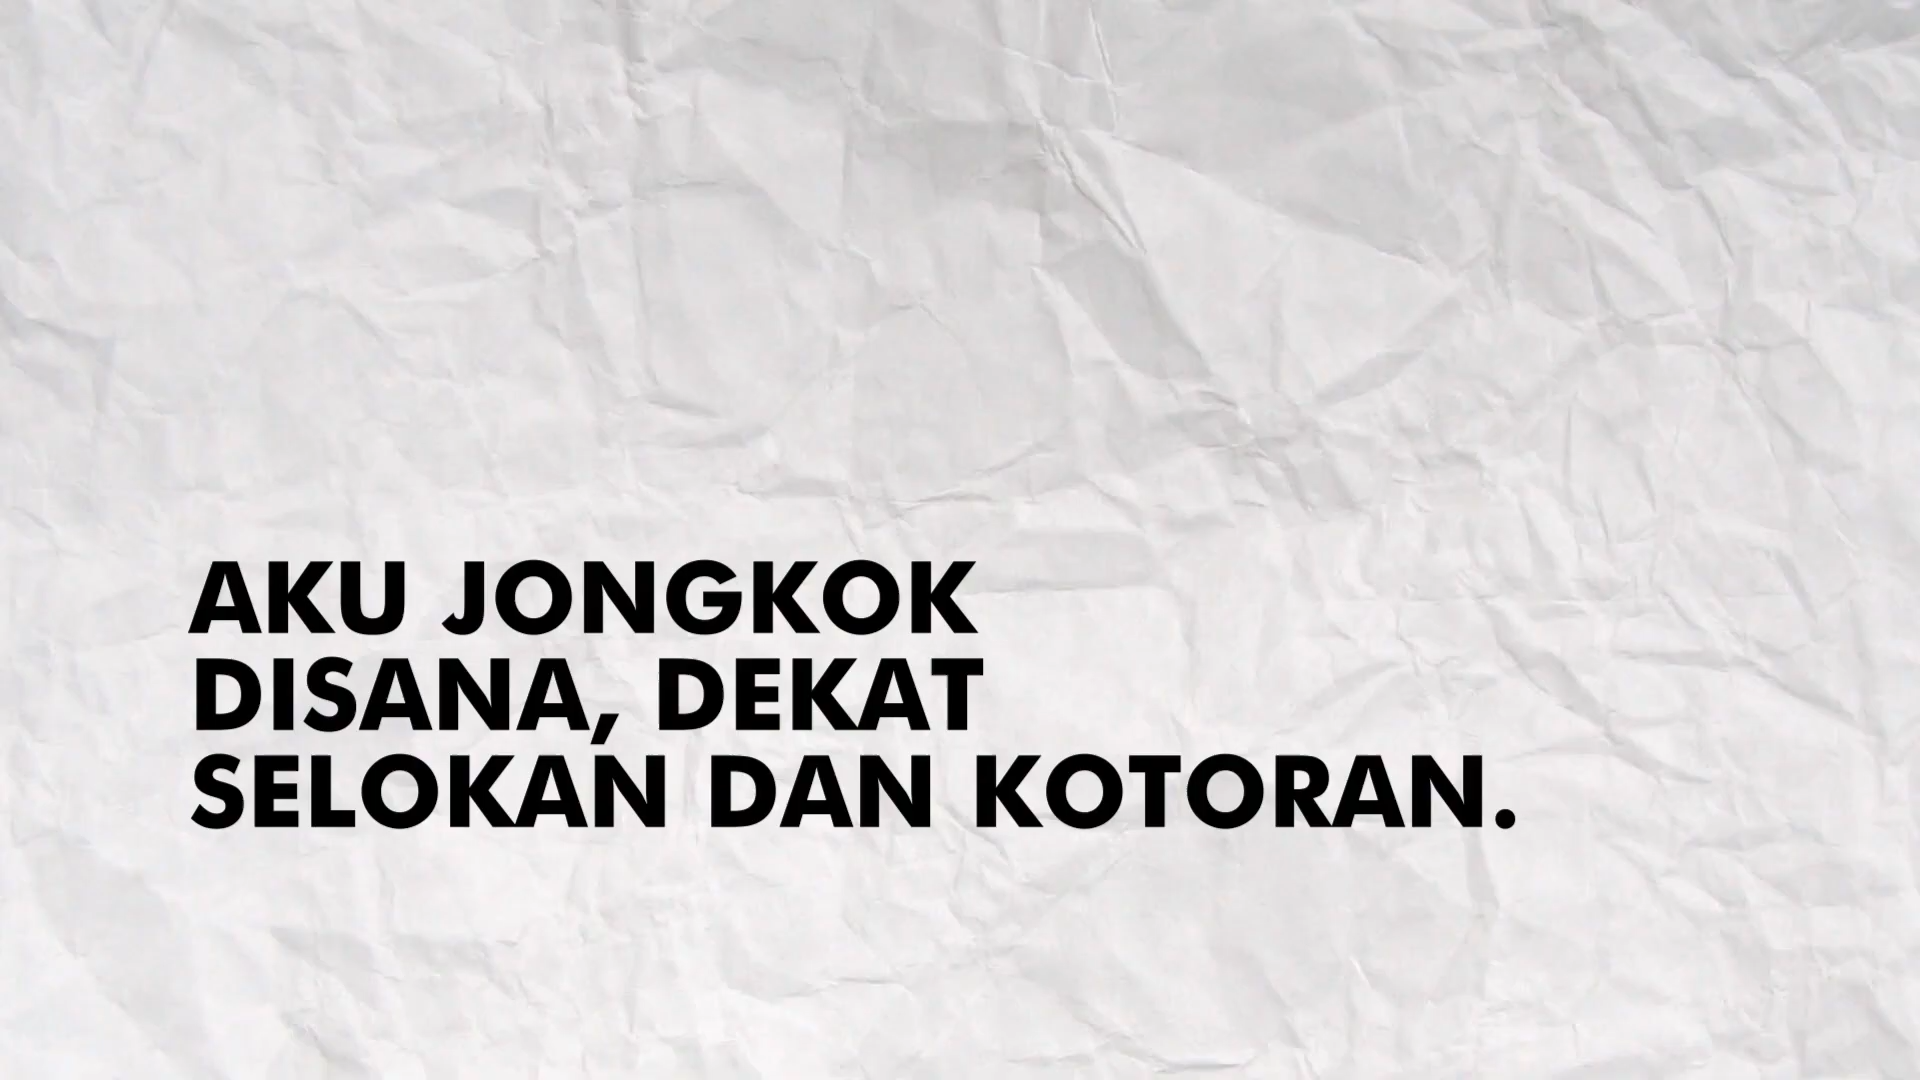 AKU JONGKOK
DISANA, DEKAT
SELOKAN DAN KOTORAN.